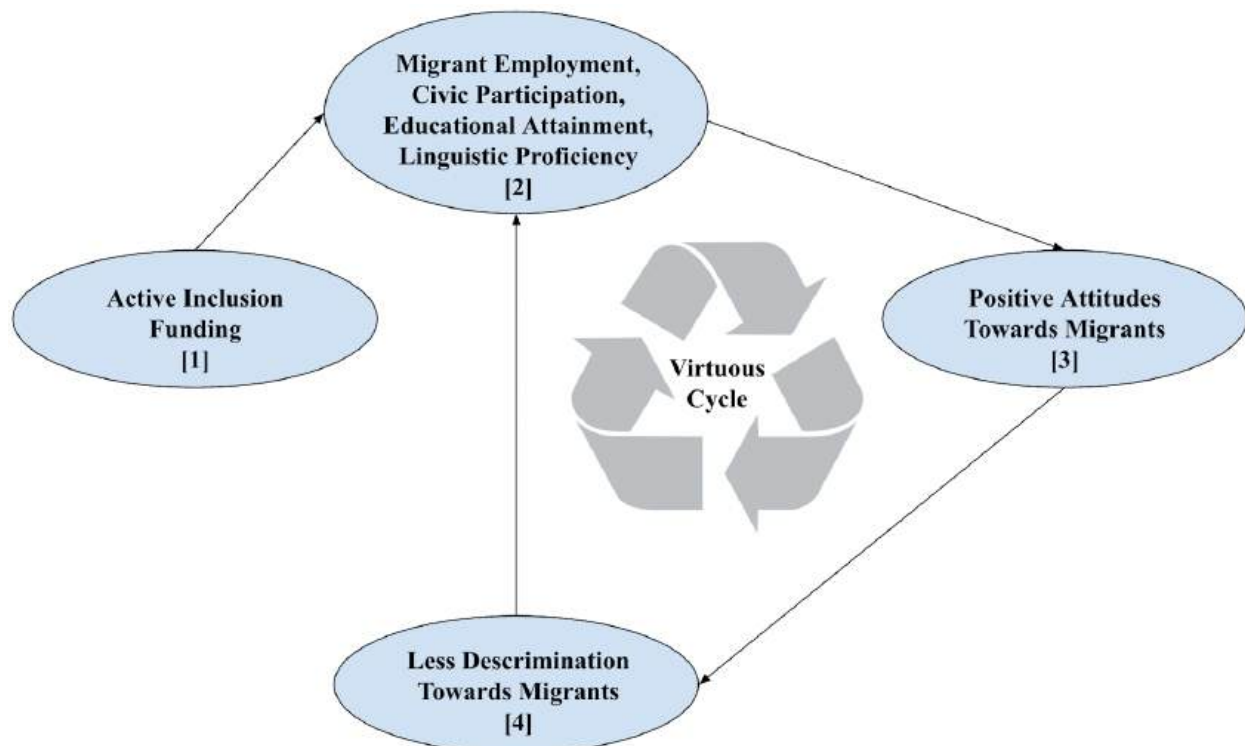 Migrant Employment,
Civic Participation,
Educational Attainment,
Linguistic Proficiency
[2]
Active Inclusion
Funding
[1]
Positive Attitudes
Towards Migrants
[3]
Virtuous
Cycle
Less Descrimination
Towards Migrants
[4]